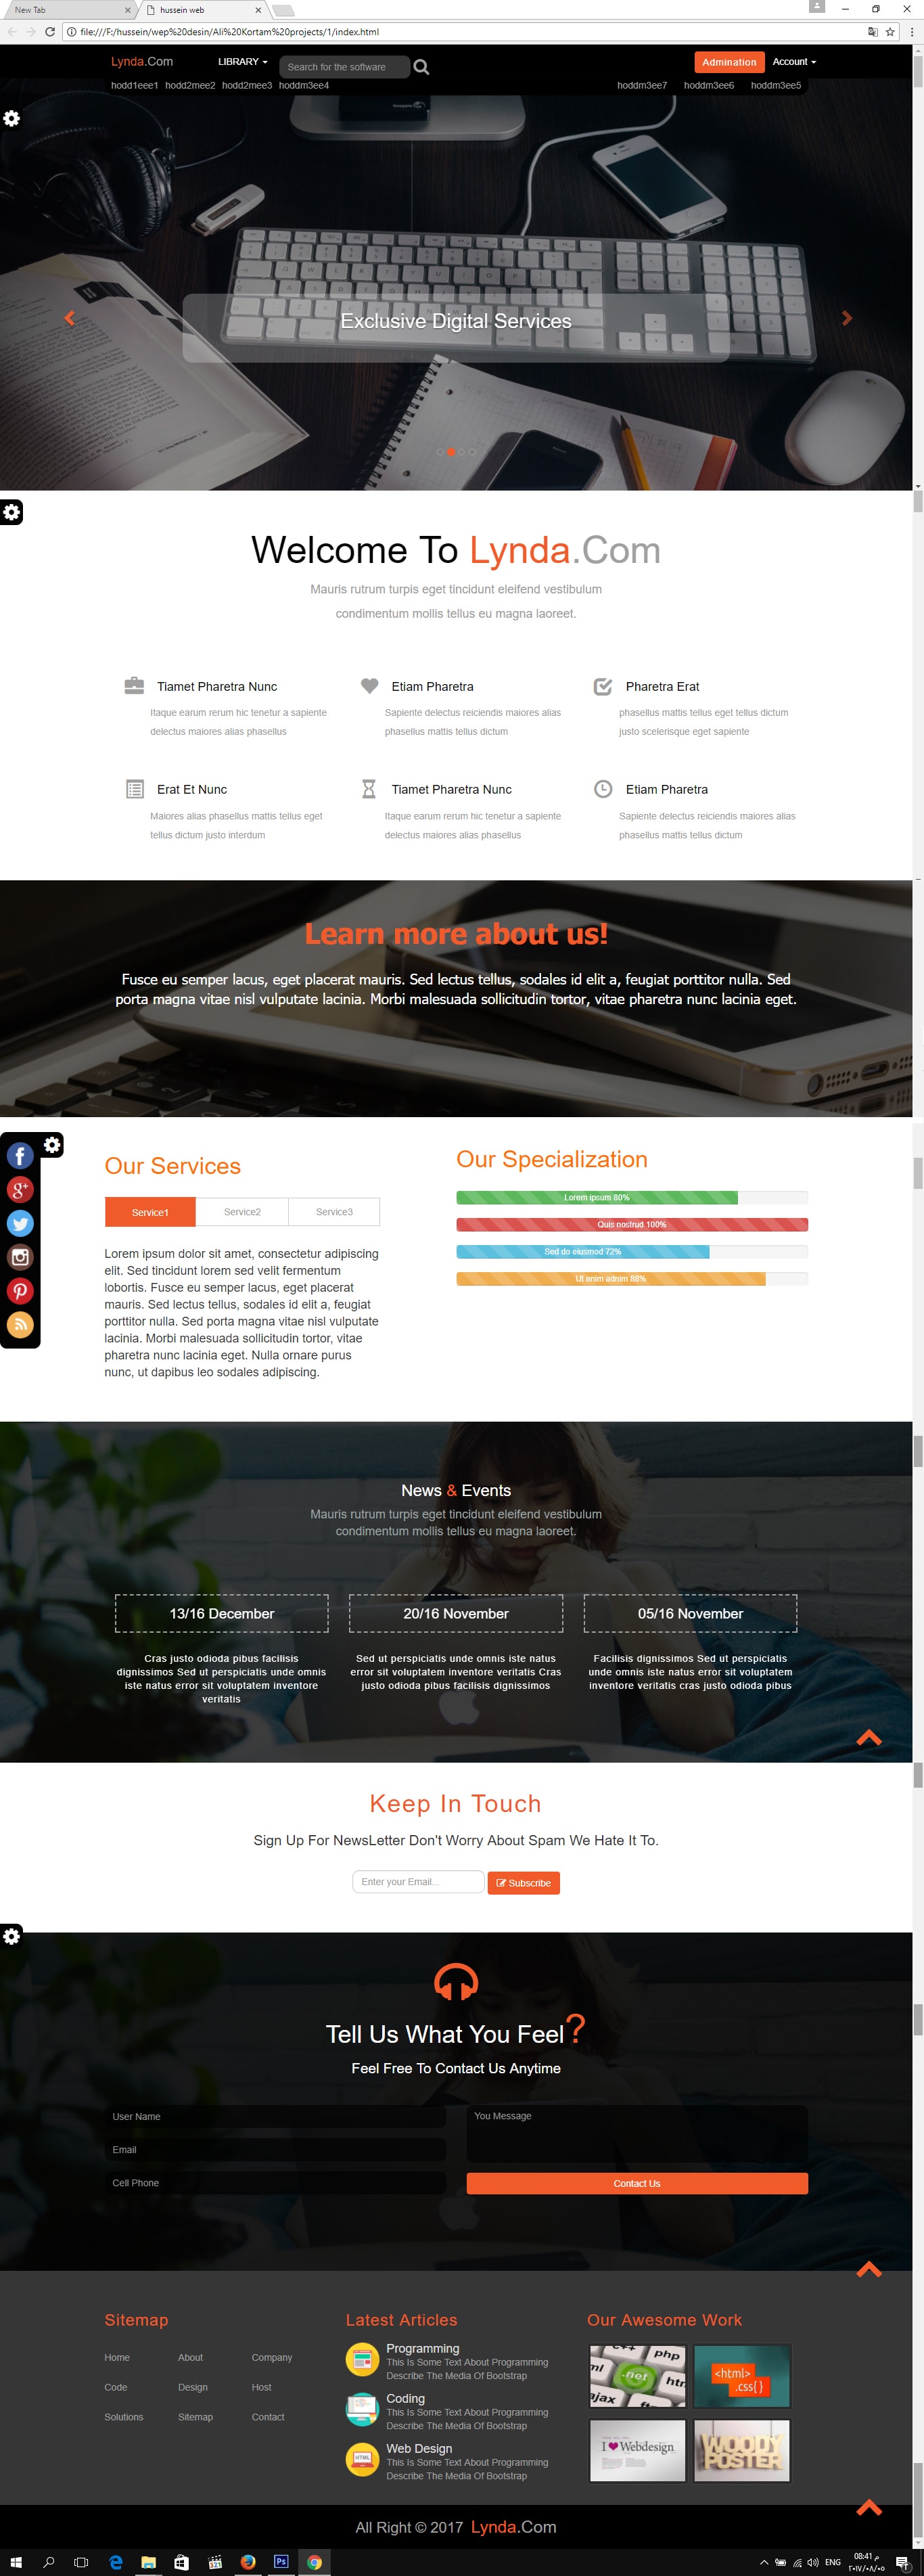 New Tab
hussein web
file:///F:/hussein/wep%20desin/Ali%20Kortam%20projects/1/index.html
Lynda.Com
LIBRARY
Search for the software
Admination
Account
hodd1eee1 hodd2mee2 hodd2mee3 hoddm3ee4
hoddm3ee7 hoddm3ee6 hoddm3ee5
Exclusive Digital Services
Welcome To Lynda.Com
Mauris rutrum turpis eget tincidunt eleifend vestibulum
condimentum mollis tellus eu magna laoreet.
Tiamet Pharetra Nunc
Itaque earum rerum hic tenetur a sapiente
delectus maiores alias phasellus
Etiam Pharetra
Sapiente delectus reiciendis maiores alias
phasellus mattis tellus dictum
Pharetra Erat
phasellus mattis tellus eget tellus dictum
justo scelerisque eget sapiente
Erat Et Nunc
Maiores alias phasellus mattis tellus eget
tellus dictum justo interdum
Tiamet Pharetra Nunc
Itaque earum rerum hic tenetur a sapiente
delectus maiores alias phasellus
Etiam Pharetra
Sapiente delectus reiciendis maiores alias
phasellus mattis tellus dictum
Learn more about us!
Fusce eu semper lacus, eget placerat mauris. Sed lectus tellus, sodales id elit a, feugiat porttitor nulla. Sed
porta magna vitae nisl vulputate lacinia. Morbi malesuada sollicitudin tortor, vitae pharetra nunc lacinia eget.
Our Services
Service1
Service2
Service3
Lorem ipsum dolor sit amet, consectetur adipiscing
elit. Sed tincidunt lorem sed velit fermentum
lobortis. Fusce eu semper lacus, eget placerat
mauris. Sed lectus tellus, sodales id elit a, feugiat
porttitor nulla. Sed porta magna vitae nisl vulputate
lacinia. Morbi malesuada sollicitudin tortor, vitae
pharetra nunc lacinia eget. Nulla ornare purus
nunc, ut dapibus leo sodales adipiscing.
Our Specialization
Lorem ipsum 80%
Quis nostrud 100%
Sed do eiusmod 72%
Ut enim adnim 88%
News & Events
Mauris rutrum turpis eget tincidunt eleifend vestibulum
condimentum mollis tellus eu magna laoreet.
13/16 December
Cras justo odioda pibus facilisis
dignissimos Sed ut perspiciatis unde omnis
iste natus error sit voluptatem inventore
veritatis
20/16 November
Sed ut perspiciatis unde omnis iste natus
error sit voluptatem inventore veritatis Cras
justo odioda pibus facilisis dignissimos
05/16 November
Facilisis dignissimos Sed ut perspiciatis
unde omnis iste natus error sit voluptatem
inventore veritatis cras justo odioda pibus
Keep In Touch
Sign Up For NewsLetter Don't Worry About Spam We Hate It To.
Enter your Email...
Subscribe
Tell Us What You Feel?
Feel Free To Contact Us Anytime
User Name
Email
Cell Phone
You Message
Contact Us
Sitemap
Home About Company
Code Design Host
Solutions Sitemap Contact
Latest Articles
Programming
This Is Some Text About Programming
Describe The Media Of Bootstrap
Coding
This Is Some Text About Programming
Describe The Media Of Bootstrap
Web Design
This Is Some Text About Programming
Describe The Media Of Bootstrap
Our Awesome Work
C++ php
html .net htm
ajax
<html>
.css{}
I Webdesign
WOODY
POSTER
All Right © 2017 Lynda.Com
ENG
08:41 م
٢٠١٧/٠٨/٠٥